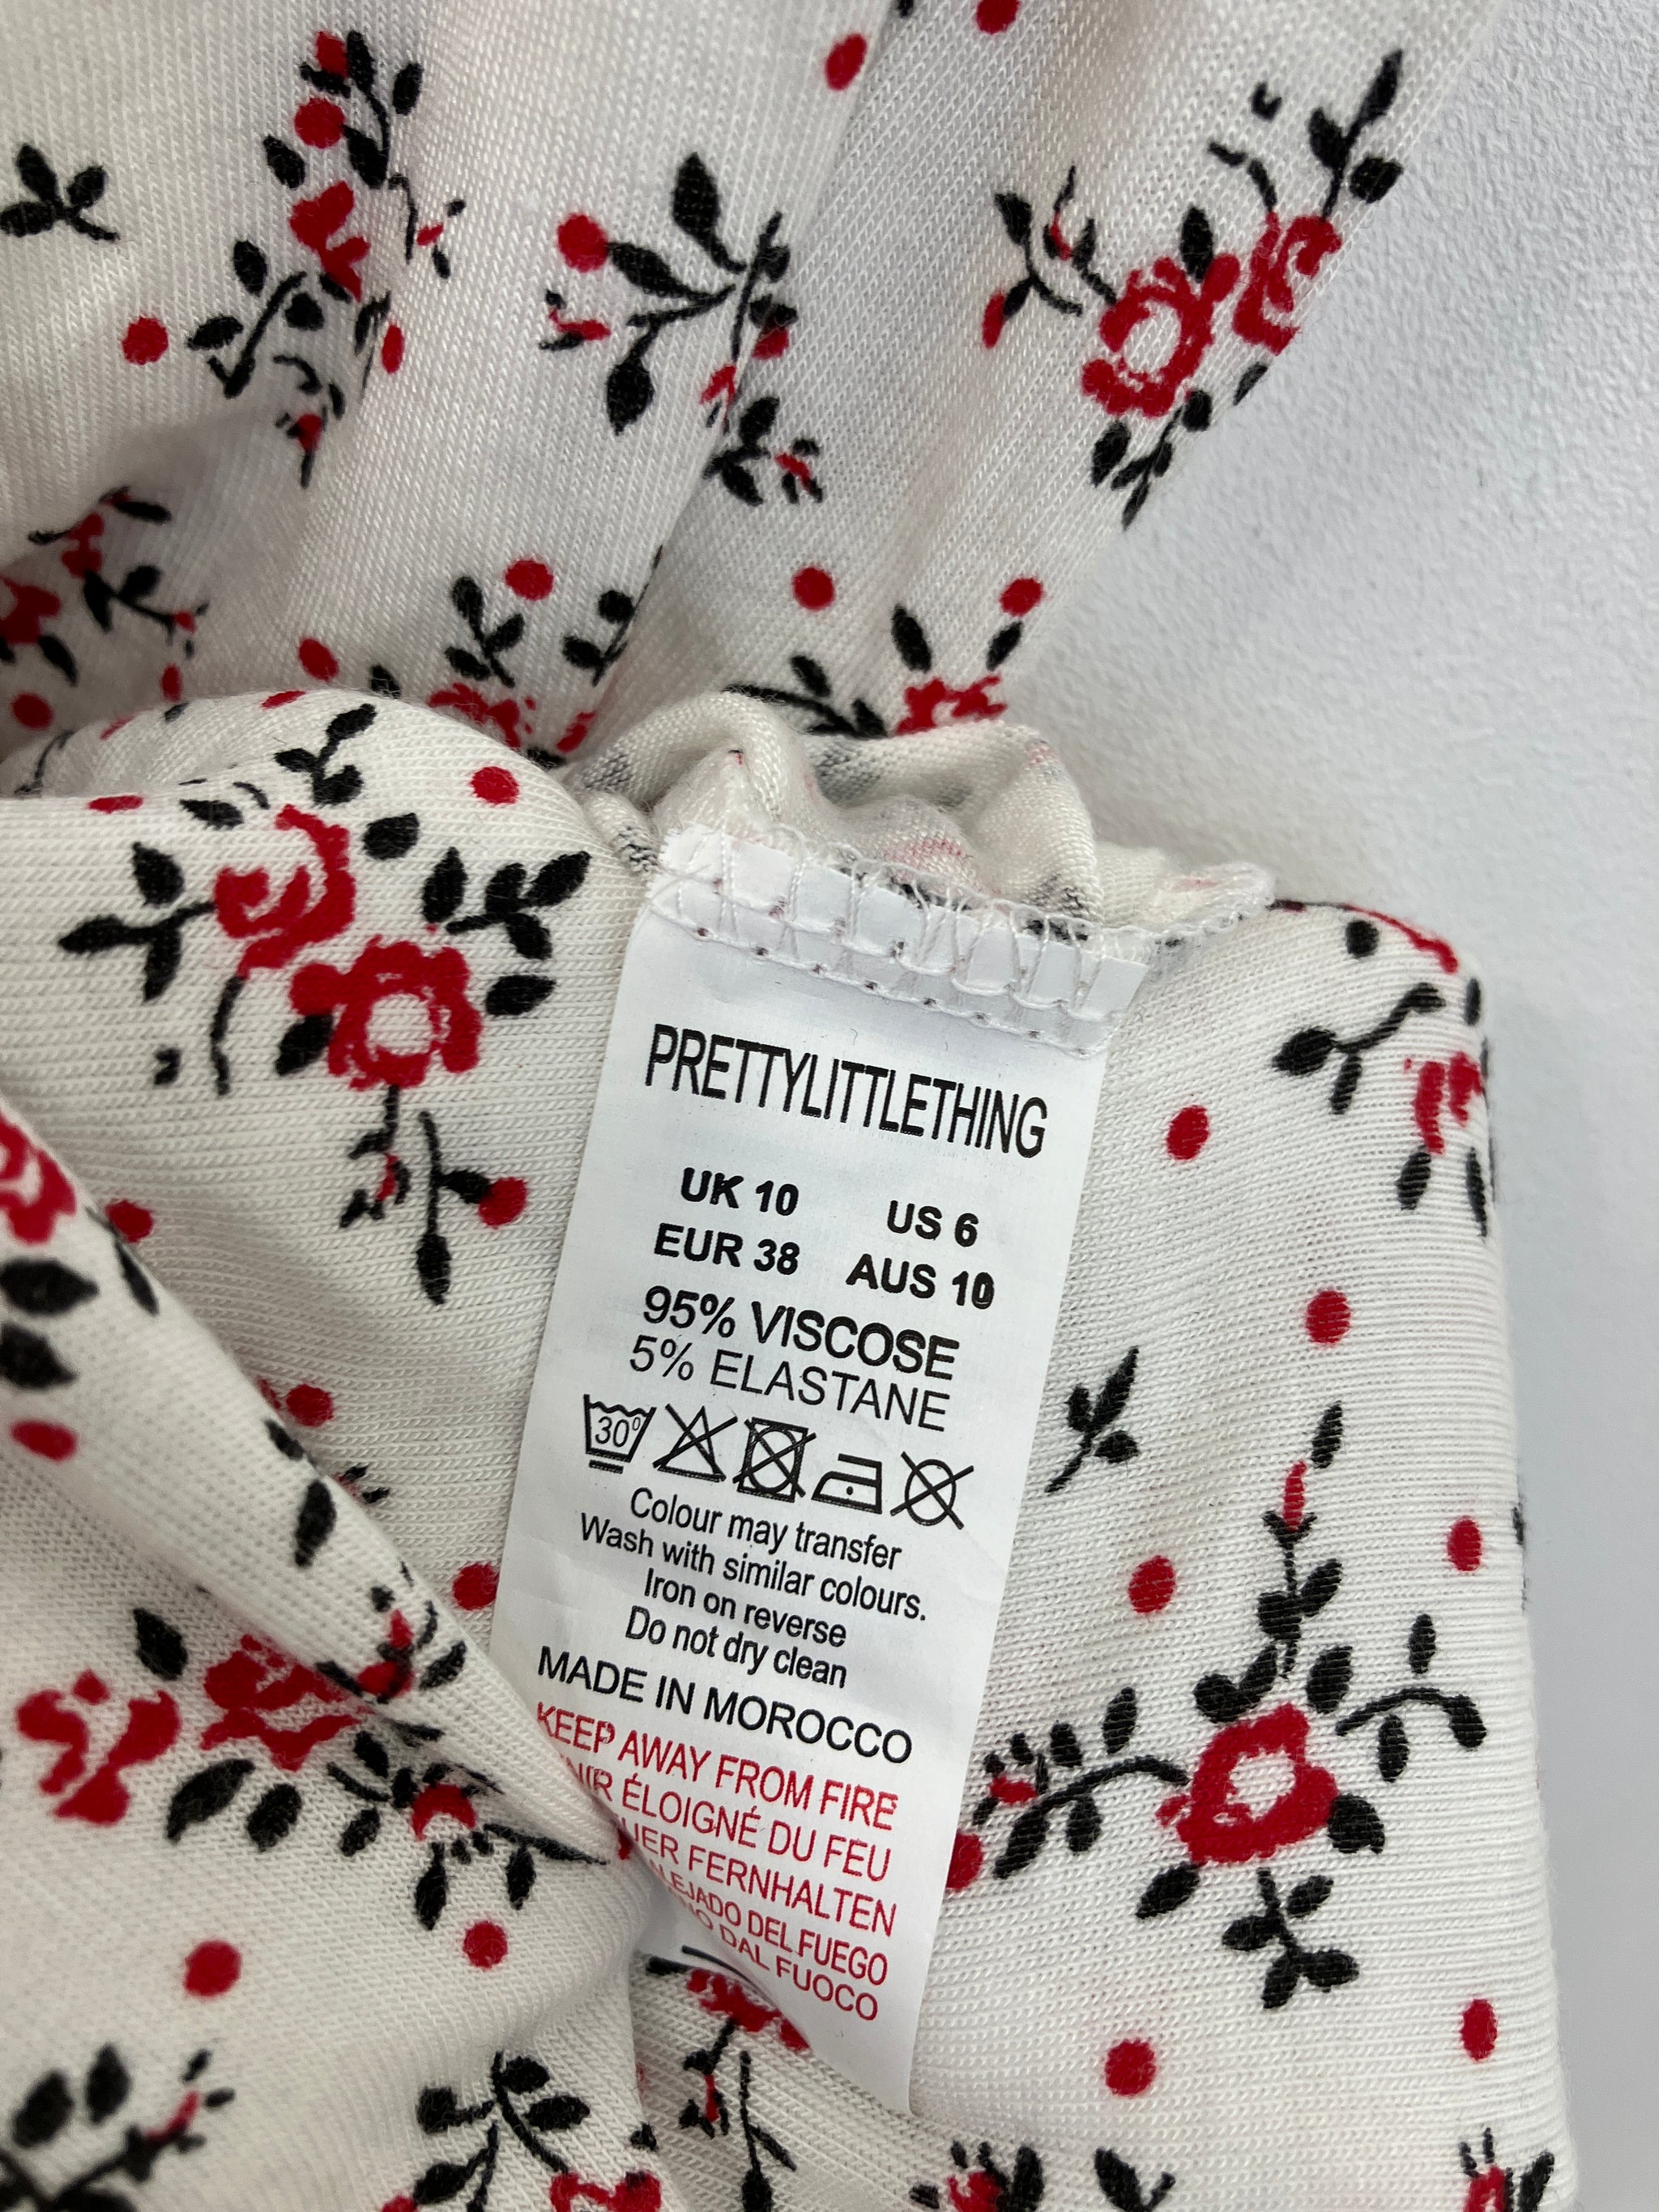 PRETTYLITTLETHING
UK 10 US 6
EUR 38 AUS 10
95% VISCOSE
5% ELASTANE
30°
Colour may transfer
Wash with similar colours.
Iron on reverse
Do not dry clean
MADE IN MOROCCO
KEEP AWAY FROM FIRE
ÉLOIGNÉ DU FEU
FERNHALTEN
DEL FUEGO
DAL FUOCO